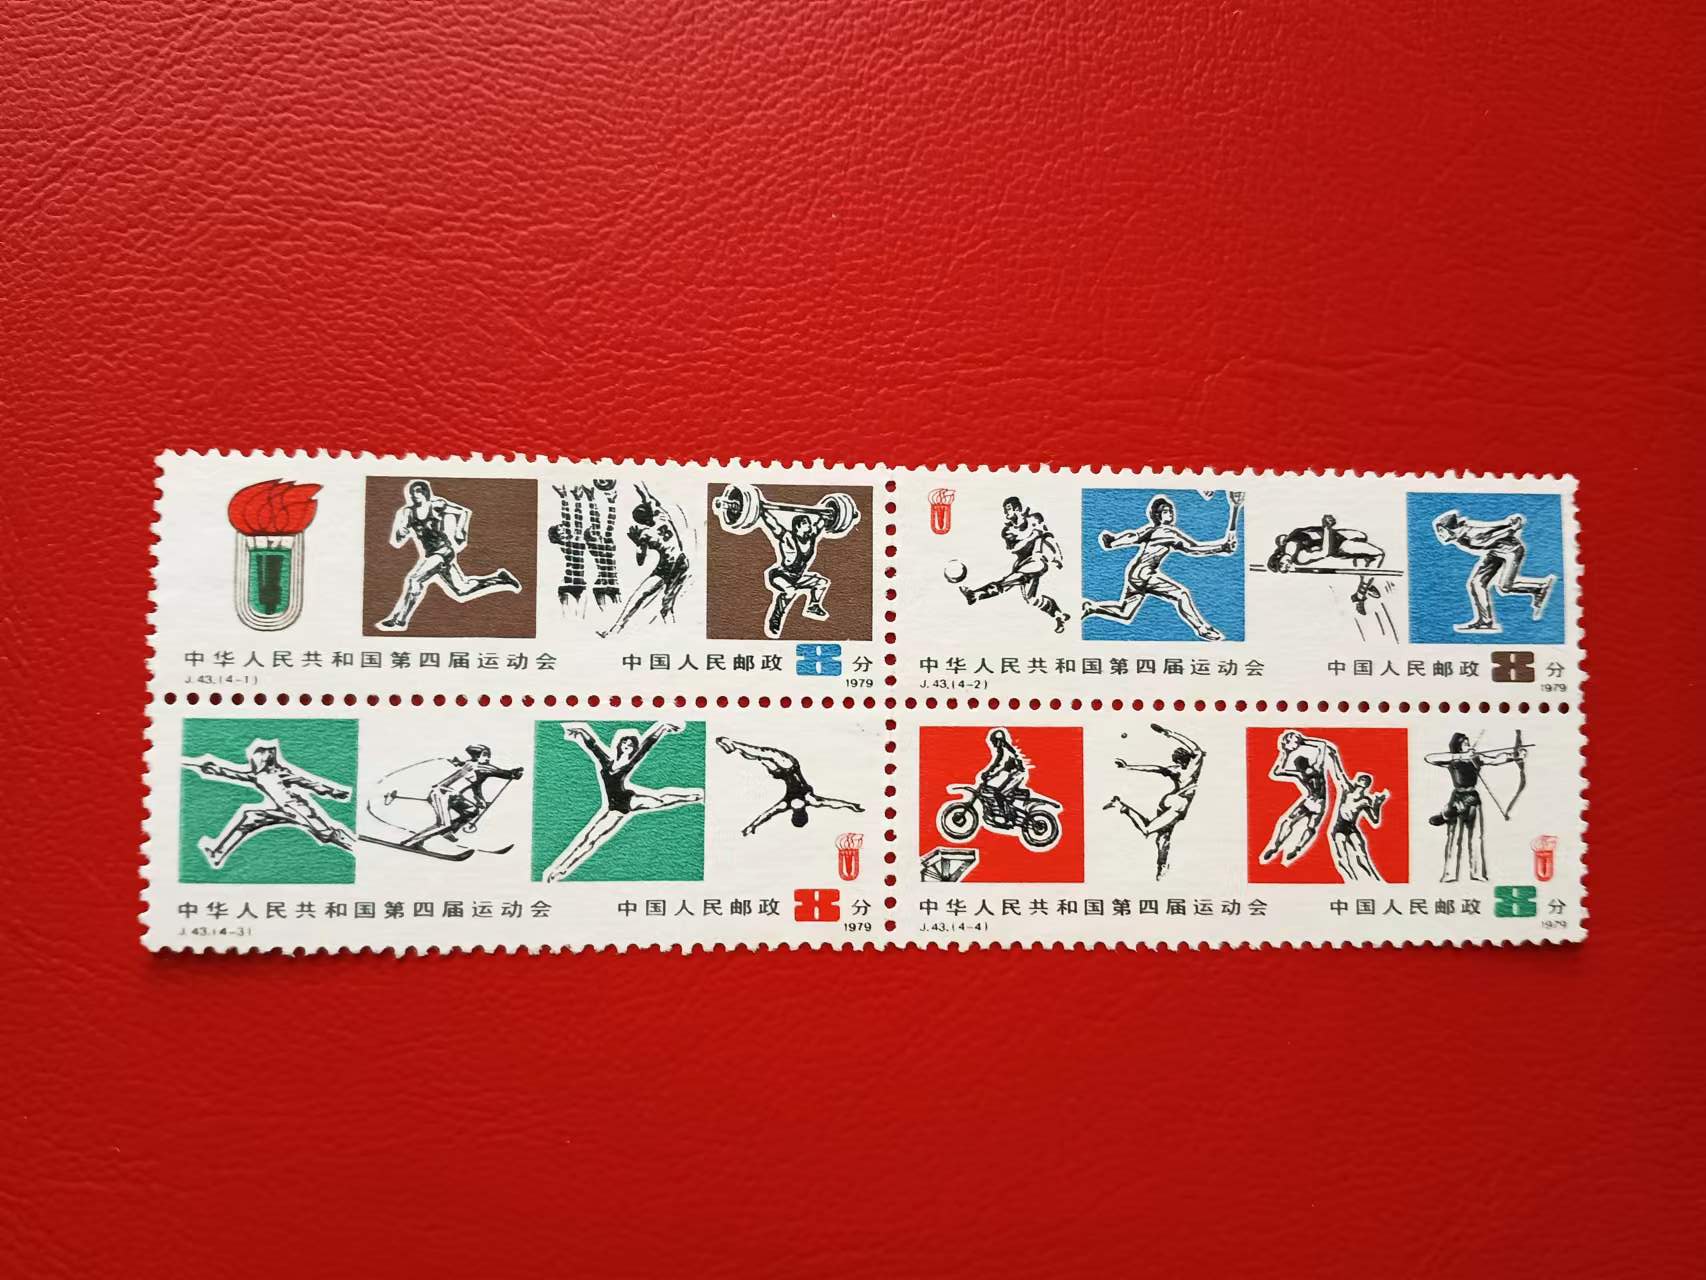 中华人民共和国第四届运动会 中国人民邮政 8 分
J.43.(4-1) 1979
中华人民共和国第四届运动会 中国人民邮政 8 分
J.43.(4-2) 1979
中华人民共和国第四届运动会 中国人民邮政 8 分
J.43.(4-3) 1979
中华人民共和国第四届运动会 中国人民邮政 8 分
J.43.(4-4) 1979